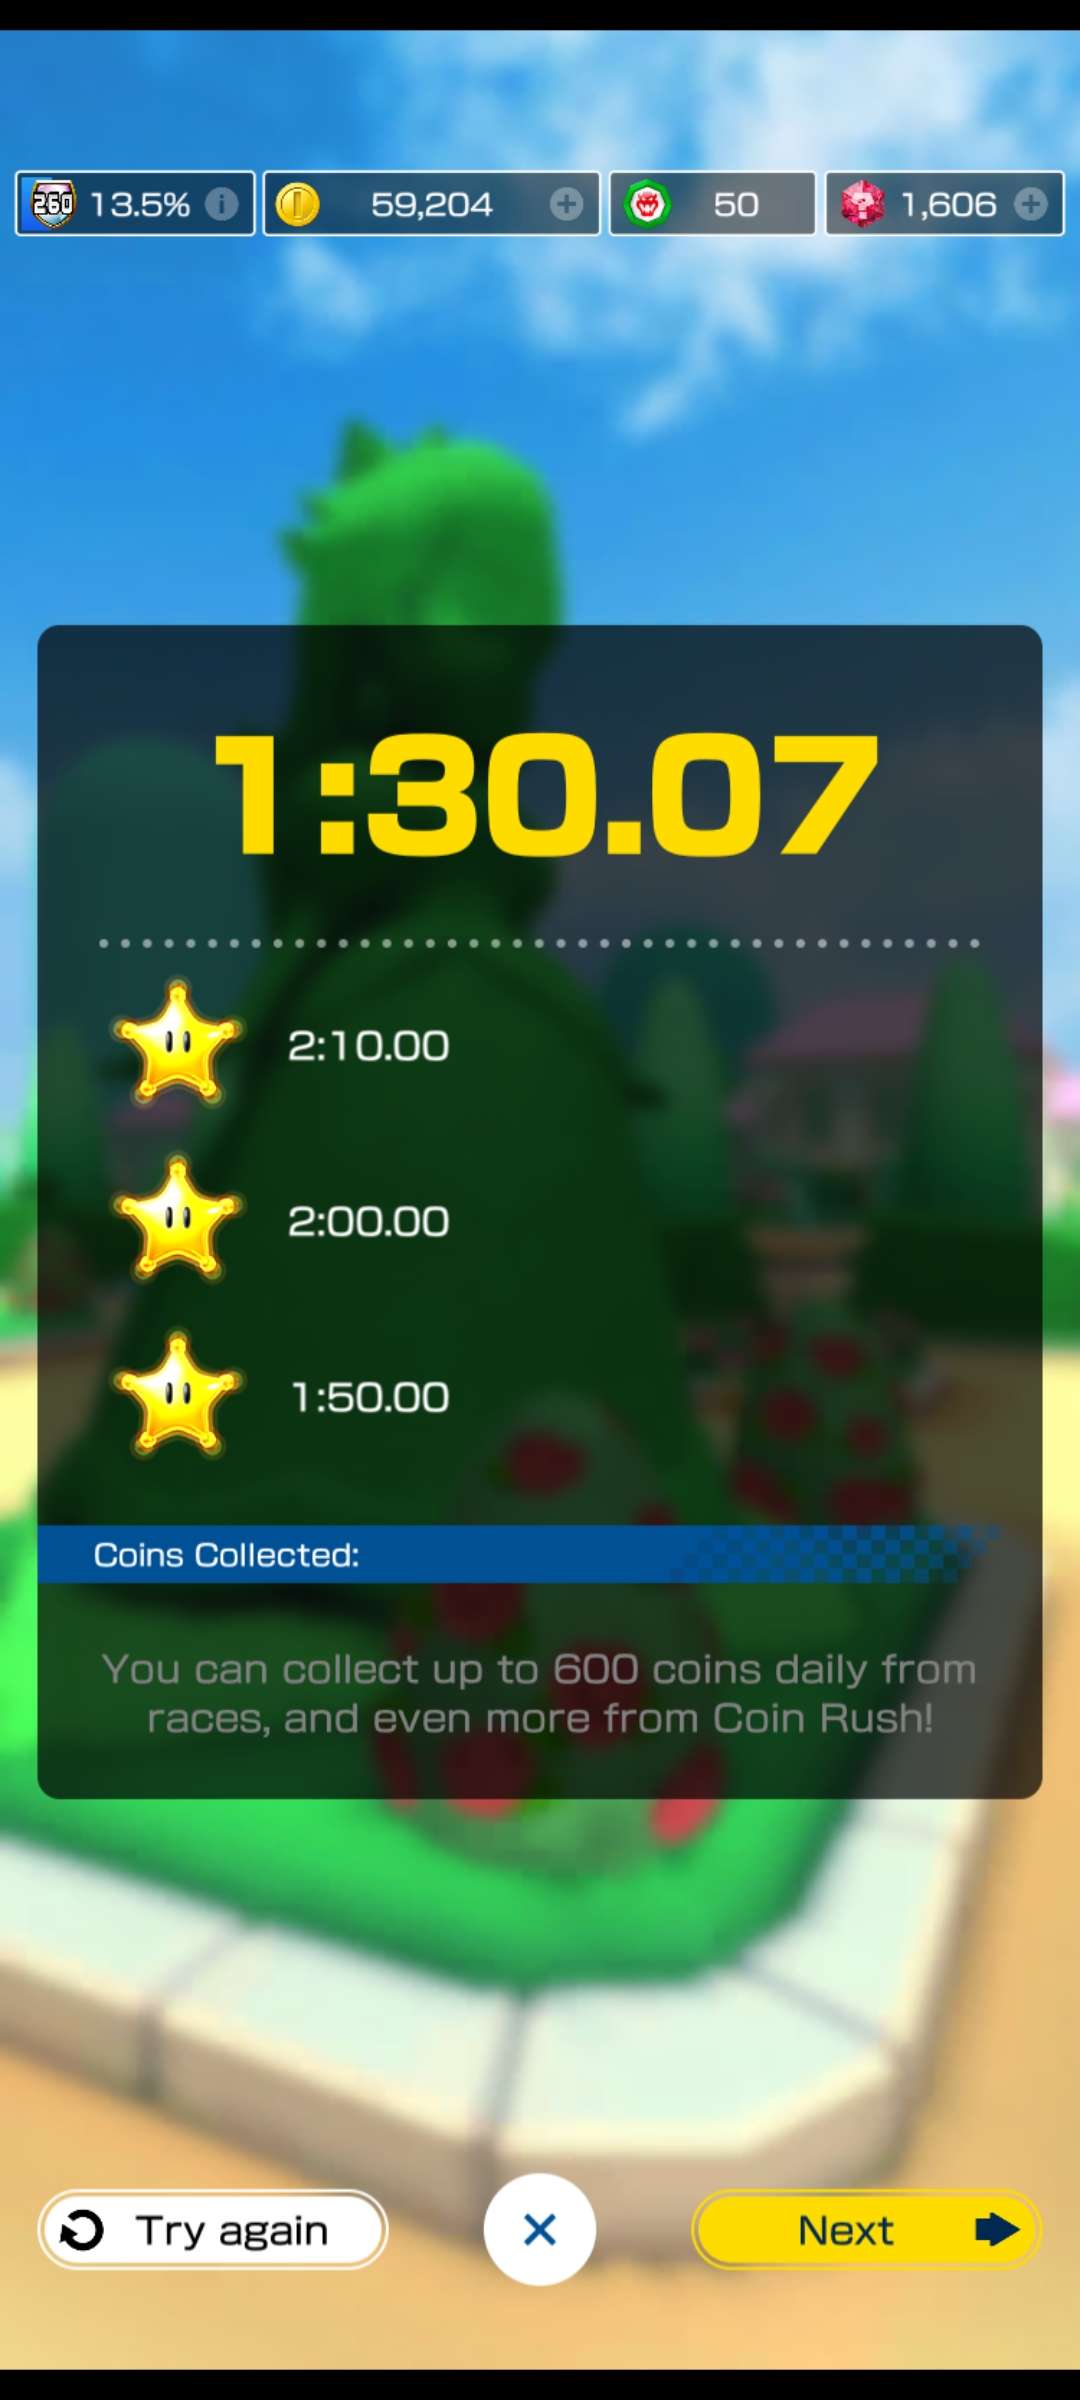 260 13.5% 59,204 50 1,606
1:30.07
2:10.00
2:00.00
1:50.00
Coins Collected:
You can collect up to 600 coins daily from
races, and even more from Coin Rush!
Try again Next